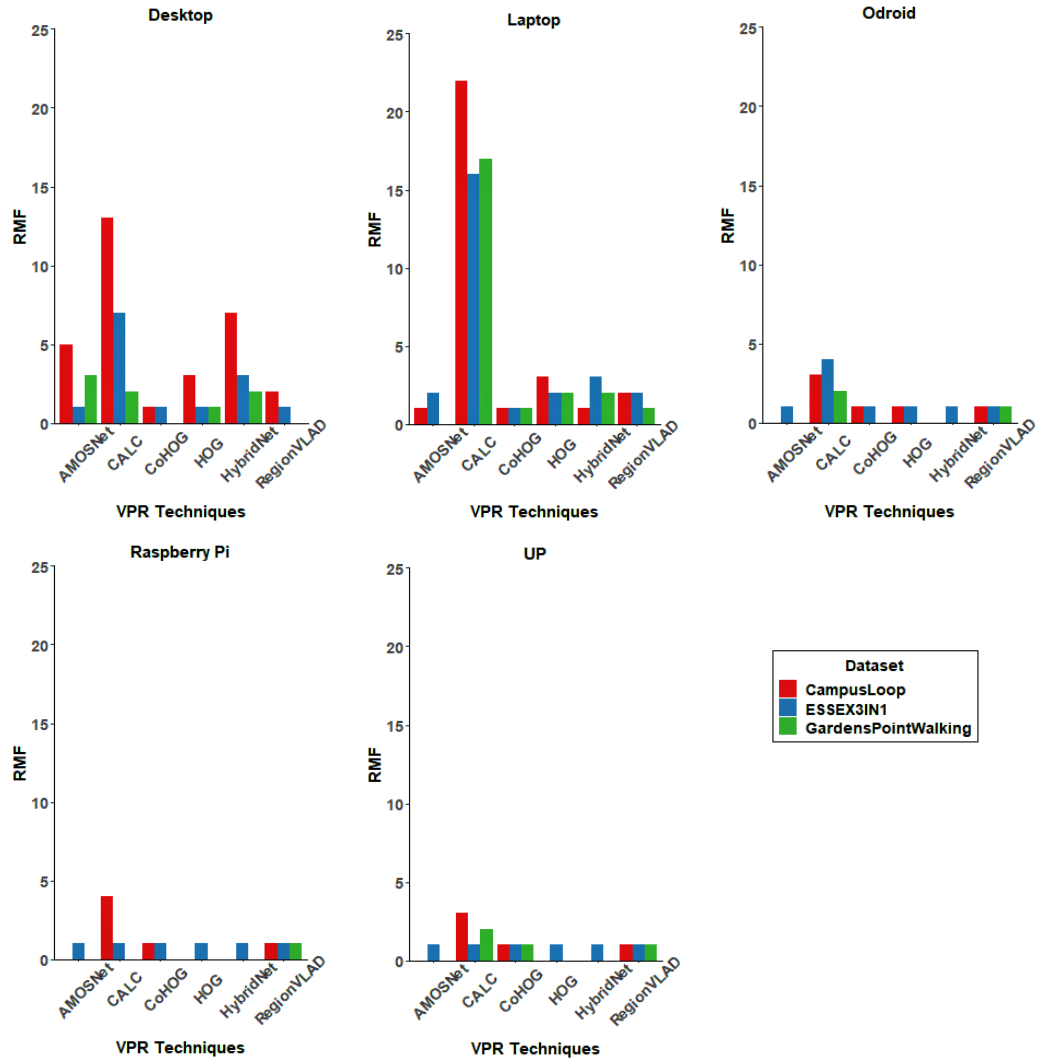 Desktop
25
20
15
10
5
0
RMF
AMOSNet
CALC
CoHOG
HOG
HybridNet
RegionVLAD
VPR Techniques
Laptop
25
20
15
10
5
0
RMF
AMOSNet
CALC
CoHOG
HOG
HybridNet
RegionVLAD
VPR Techniques
Odroid
25
20
15
10
5
0
RMF
AMOSNet
CALC
CoHOG
HOG
HybridNet
RegionVLAD
VPR Techniques
Raspberry Pi
25
20
15
10
5
0
RMF
AMOSNet
CALC
CoHOG
HOG
HybridNet
RegionVLAD
VPR Techniques
UP
25
20
15
10
5
0
RMF
AMOSNet
CALC
CoHOG
HOG
HybridNet
RegionVLAD
VPR Techniques
Dataset
CampusLoop
ESSEX3IN1
GardensPointWalking